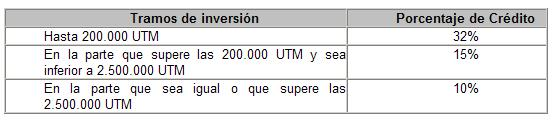 Tramos de inversión Porcentaje de Crédito
Hasta 200.000 UTM 32%
En la parte que supere las 200.000 UTM y sea 15%
inferior a 2.500.000 UTM
En la parte que sea igual o que supere las 10%
2.500.000 UTM